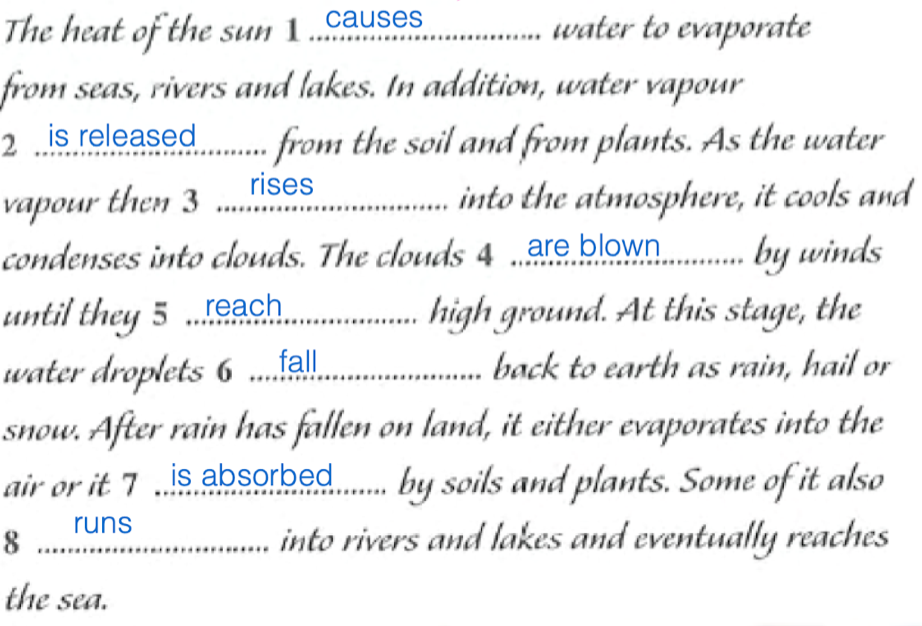 The heat of the sun 1 causes water to evaporate
from seas, rivers and lakes. In addition, water vapour
2 is released from the soil and from plants. As the water
vapour then 3 rises into the atmosphere, it cools and
condenses into clouds. The clouds 4 are blown by winds
until they 5 reach high ground. At this stage, the
water droplets 6 fall back to earth as rain, hail or
snow. After rain has fallen on land, it either evaporates into the
air or it 7 is absorbed by soils and plants. Some of it also
8 runs into rivers and lakes and eventually reaches
the sea.